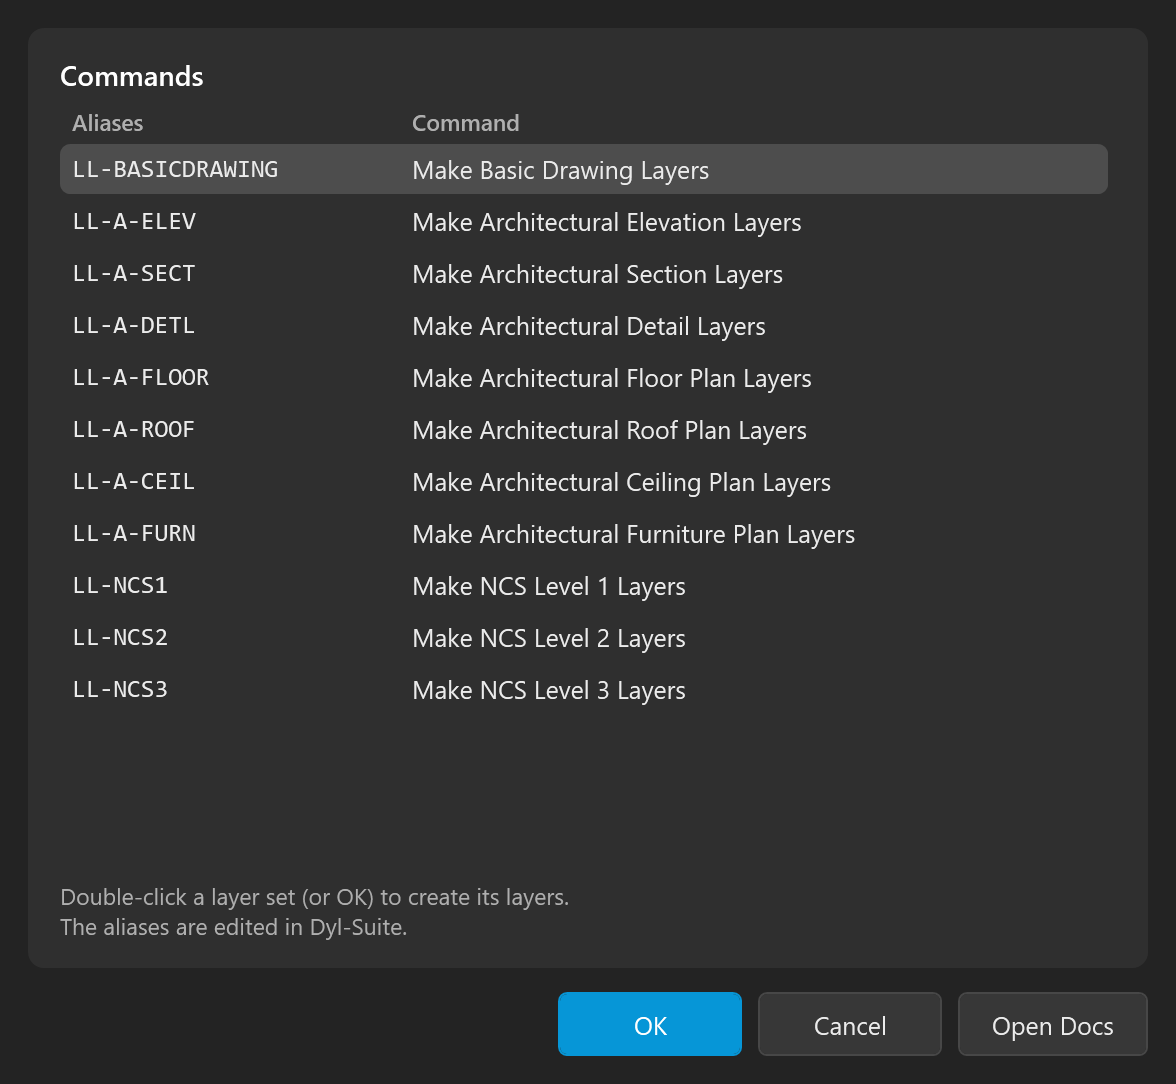 Commands
Aliases Command
LL-BASICDRAWING Make Basic Drawing Layers
LL-A-ELEV Make Architectural Elevation Layers
LL-A-SECT Make Architectural Section Layers
LL-A-DETL Make Architectural Detail Layers
LL-A-FLOOR Make Architectural Floor Plan Layers
LL-A-ROOF Make Architectural Roof Plan Layers
LL-A-CEIL Make Architectural Ceiling Plan Layers
LL-A-FURN Make Architectural Furniture Plan Layers
LL-NCS1 Make NCS Level 1 Layers
LL-NCS2 Make NCS Level 2 Layers
LL-NCS3 Make NCS Level 3 Layers
Double-click a layer set (or OK) to create its layers.
The aliases are edited in Dyl-Suite.
OK Cancel Open Docs